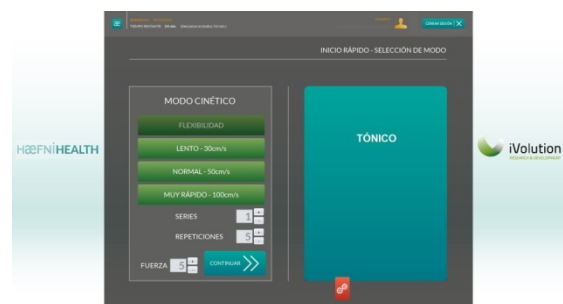 CERRAR SESIÓN
INICIO RÁPIDO - SELECCIÓN DE MODO
MODO CINÉTICO
FLEXIBILIDAD
LENTO - 30cm/s
NORMAL - 50cm/s
MUY RÁPIDO - 100cm/s
SERIES 1
REPETICIONES 5
FUERZA 5
CONTINUAR
TÓNICO
HÆFNIHEALTH
iVolution
RESEARCH & DEVELOPMENT